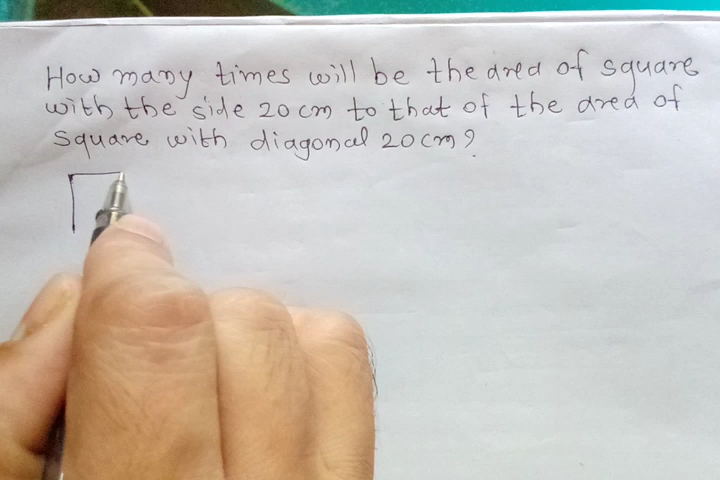 How many times will be the area of square
with the side 20 cm to that of the area of
square with diagonal 20 cm?